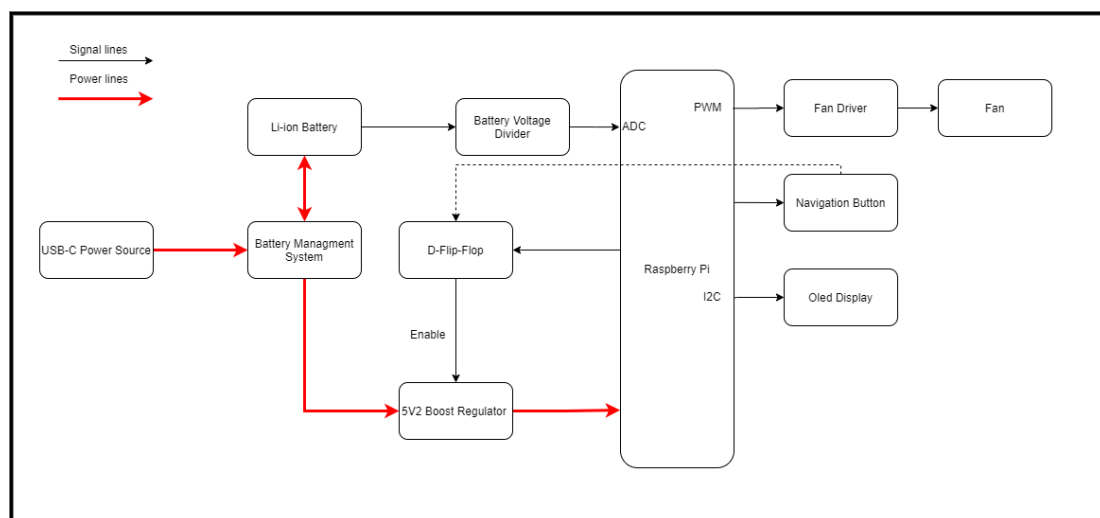 Signal lines
Power lines
Li-ion Battery
Battery Voltage
Divider
ADC
PWM
Fan Driver
Fan
USB-C Power Source
Battery Managment
System
D-Flip-Flop
Navigation Button
Raspberry Pi
I2C
Oled Display
Enable
5V2 Boost Regulator